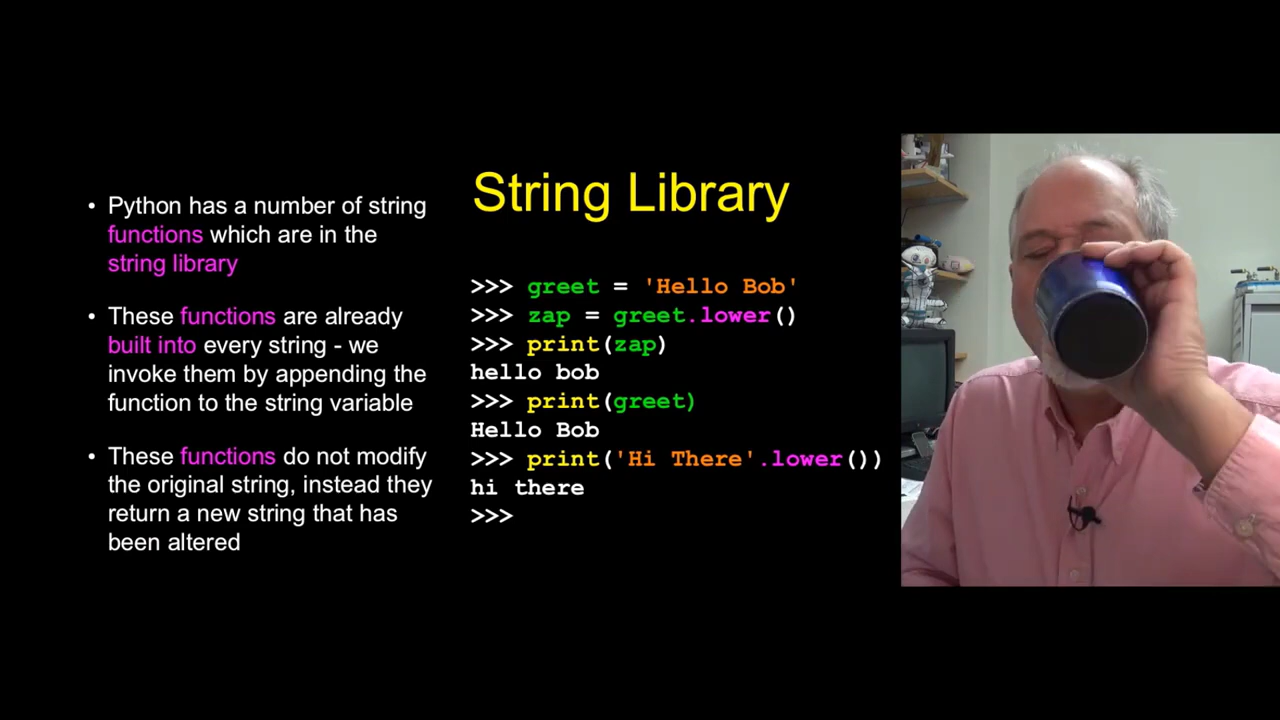 String Library
• Python has a number of string
functions which are in the
string library
• These functions are already
built into every string - we
invoke them by appending the
function to the string variable
• These functions do not modify
the original string, instead they
return a new string that has
been altered
>>> greet = 'Hello Bob'
>>> zap = greet.lower()
>>> print(zap)
hello bob
>>> print(greet)
Hello Bob
>>> print('Hi There'.lower())
hi there
>>>